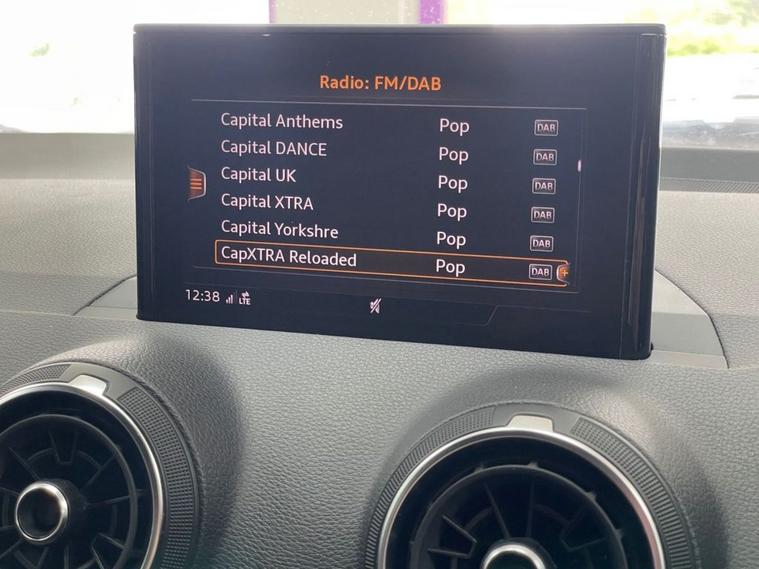 Radio: FM/DAB
Capital Anthems Pop DAB
Capital DANCE Pop DAB
Capital UK Pop DAB
Capital XTRA Pop DAB
Capital Yorkshre Pop DAB
CapXTRA Reloaded Pop DAB
12:38 LTE